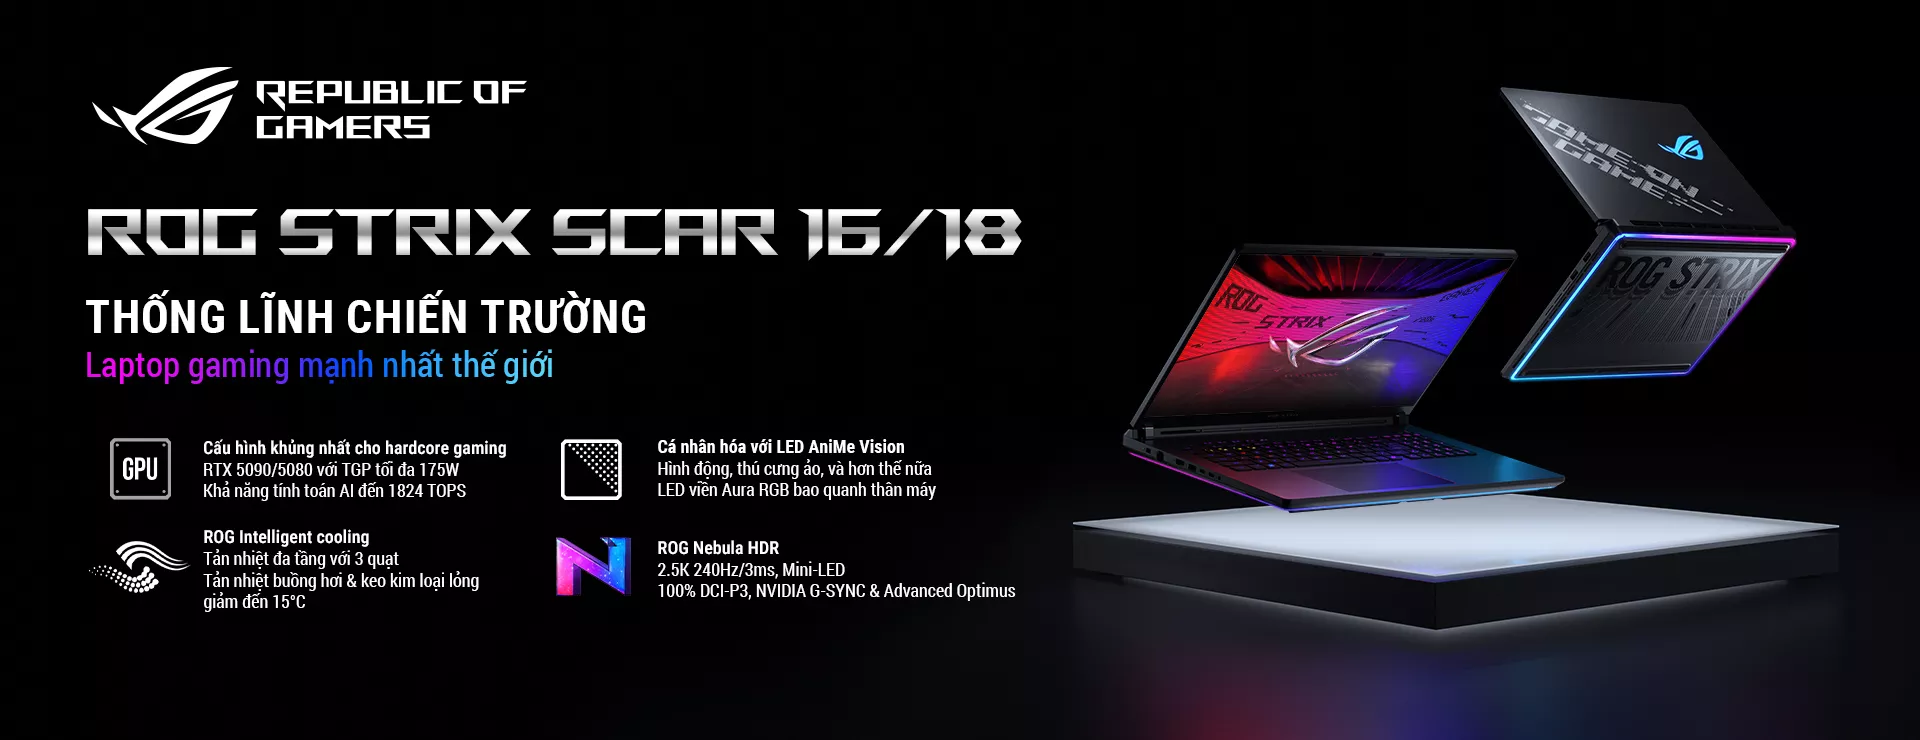 REPUBLIC OF
GAMERS
ROG STRIX SCAR 16/18
THỐNG LĨNH CHIẾN TRƯỜNG
Laptop gaming mạnh nhất thế giới
GPU
Cấu hình khủng nhất cho hardcore gaming
RTX 5090/5080 với TGP tối đa 175W
Khả năng tính toán AI đến 1824 TOPS
Cá nhân hóa với LED AniMe Vision
Hình động, thú cưng ảo, và hơn thế nữa
LED viền Aura RGB bao quanh thân máy
ROG Intelligent cooling
Tản nhiệt đa tầng với 3 quạt
Tản nhiệt buồng hơi & keo kim loại lỏng
giảm đến 15°C
N
ROG Nebula HDR
2.5K 240Hz/3ms, Mini-LED
100% DCI-P3, NVIDIA G-SYNC & Advanced Optimus
ROG
STRIX
GAME-ON
ROG STRIX